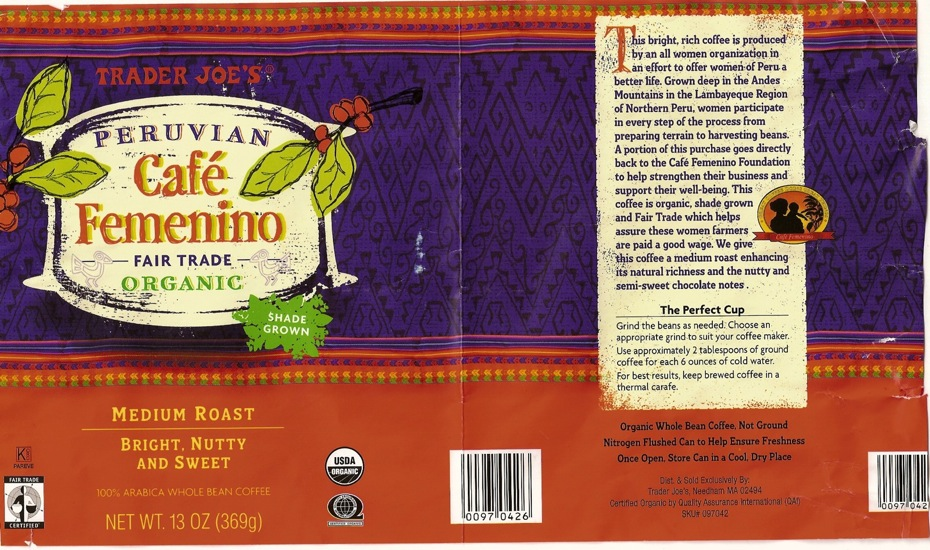 TRADER JOE'S®
PERUVIAN
Café
Femenino
FAIR TRADE
ORGANIC
SHADE
GROWN
MEDIUM ROAST
BRIGHT, NUTTY
AND SWEET
100% ARABICA WHOLE BEAN COFFEE
NET WT. 13 OZ (369g)
K
PAREVE
FAIR TRADE
CERTIFIED
USDA
ORGANIC
0097 0426
This bright, rich coffee is produced
by an all women organization in
an effort to offer women of Peru a
better life. Grown deep in the Andes
Mountains in the Lambayeque Region
of Northern Peru, women participate
in every step of the process from
preparing terrain to harvesting beans.
A portion of this purchase goes directly
back to the Café Femenino Foundation
to help strengthen their business and
support their well-being. This
coffee is organic, shade grown
and Fair Trade which helps
assure these women farmers
are paid a good wage. We give
this coffee a medium roast enhancing
its natural richness and the nutty and
semi-sweet chocolate notes.
Café Femenino
The Perfect Cup
Grind the beans as needed. Choose an
appropriate grind to suit your coffee maker.
Use approximately 2 tablespoons of ground
coffee for each 6 ounces of cold water.
For best results, keep brewed coffee in a
thermal carafe.
Organic Whole Bean Coffee, Not Ground
Nitrogen Flushed Can to Help Ensure Freshness
Once Open, Store Can in a Cool, Dry Place
Dist. & Sold Exclusively By:
Trader Joe's, Needham MA 02494
Certified Organic by Quality Assurance International (QAI)
SKU# 097042
0097 042